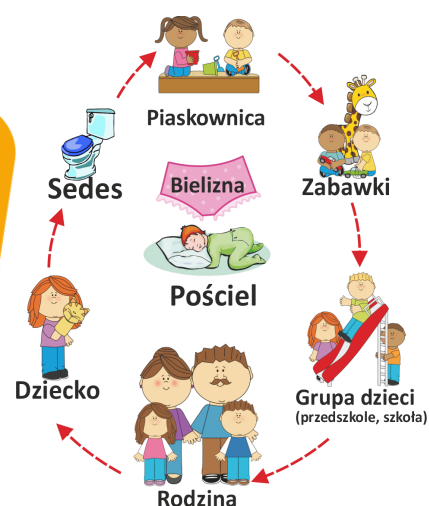 Piaskownica
Sedes
Bielizna
Zabawki
Pościel
Dziecko
Grupa dzieci
(przedszkole, szkoła)
Rodzina